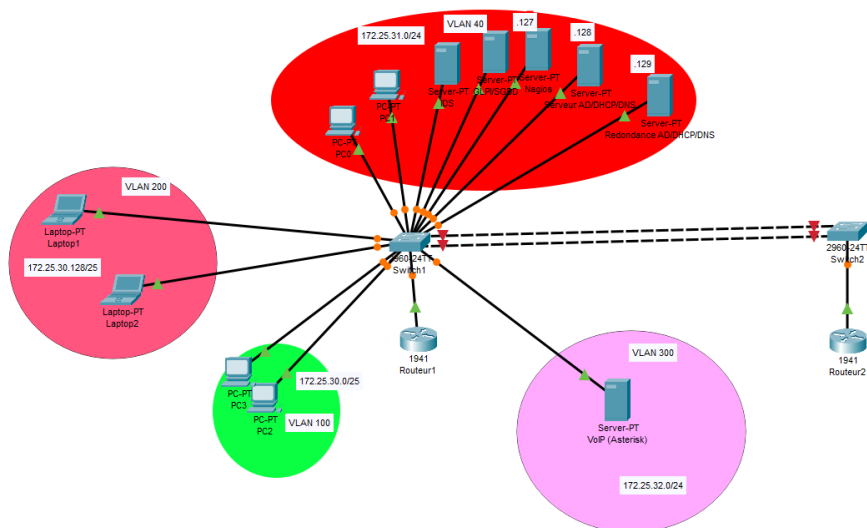 172.25.31.0/24
VLAN 40
.127
.128
.129
PC-PT
PC1
PC-PT
PC0
Server-PT
Server-PT
GLPI/SQBD
Server-PT
Nagios
Server-PT
Serveur AD/DHCP/DNS
Server-PT
Redondance AD/DHCP/DNS
VLAN 200
Laptop-PT
Laptop1
172.25.30.128/25
Laptop-PT
Laptop2
2960-24TT
Switch1
2960-24TT
Switch2
1941
Routeur1
1941
Routeur2
172.25.30.0/25
PC-PT
PC3
PC-PT
PC2
VLAN 100
VLAN 300
Server-PT
VoIP (Asterisk)
172.25.32.0/24